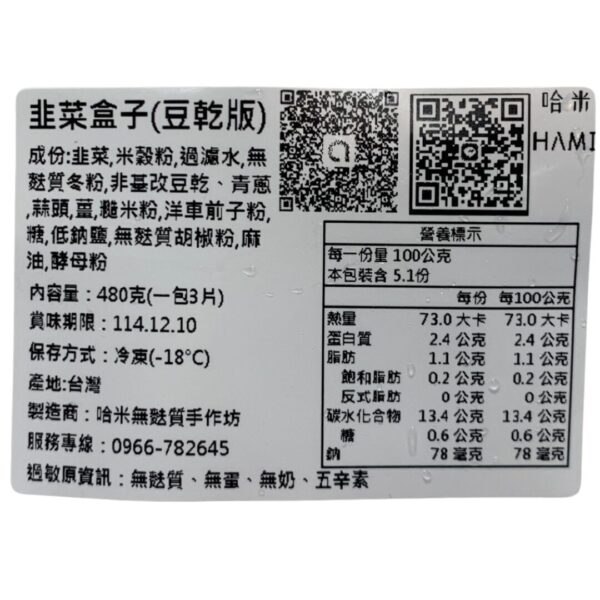 韭菜盒子(豆乾版)
成份:韭菜,米穀粉,過濾水,無
麩質冬粉,非基改豆乾、青蔥
,蒜頭,薑,糙米粉,洋車前子粉,
糖,低鈉鹽,無麩質胡椒粉,麻
油,酵母粉
內容量：480克(一包3片)
賞味期限：114.12.10
保存方式：冷凍(-18°C)
產地:台灣
製造商：哈米無麩質手作坊
服務專線：0966-782645
過敏原資訊：無麩質、無蛋、無奶、五辛素
哈米
HAMI
營養標示
每一份量 100公克
本包裝含 5.1份
每份 每100公克
熱量 73.0 大卡 73.0 大卡
蛋白質 2.4 公克 2.4 公克
脂肪 1.1 公克 1.1 公克
飽和脂肪 0.2 公克 0.2 公克
反式脂肪 0 公克 0 公克
碳水化合物 13.4 公克 13.4 公克
糖 0.6 公克 0.6 公克
鈉 78 毫克 78 毫克